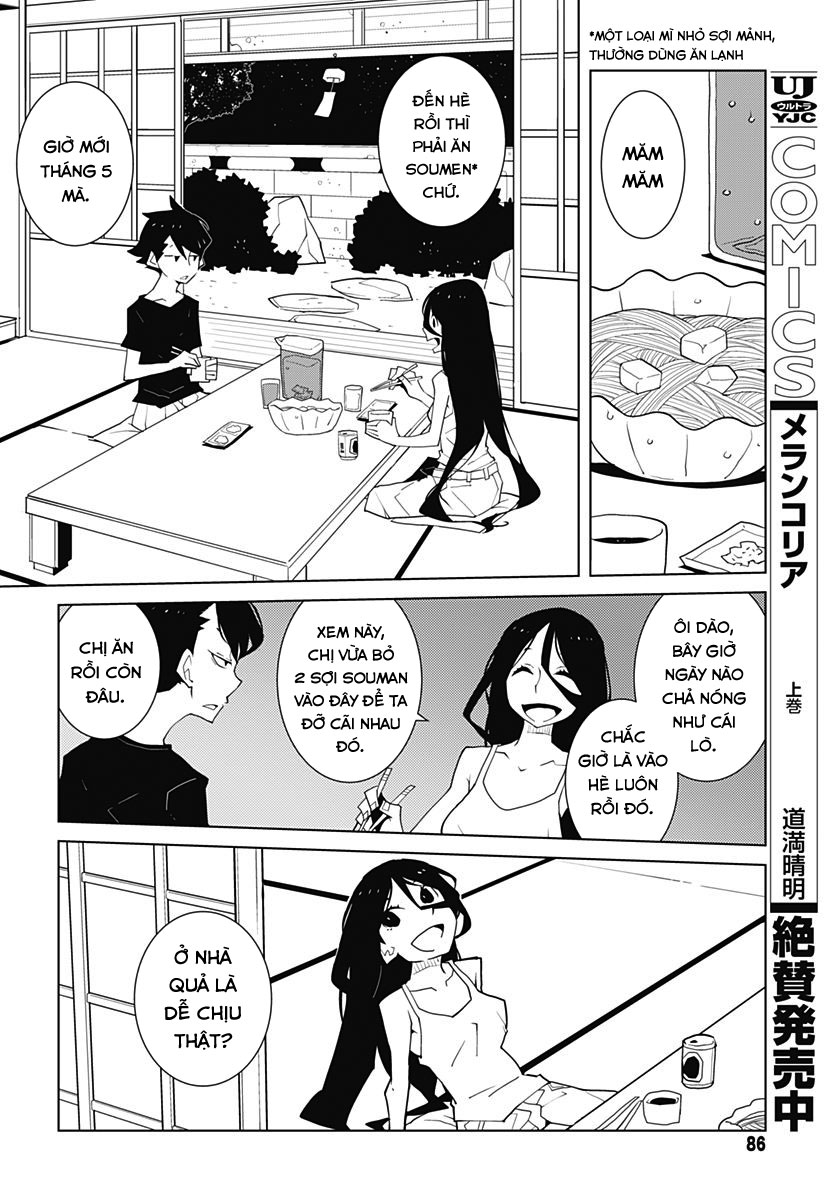 *MỘT LOẠI MÌ NHỎ SỢI MẢNH,
THƯỜNG DÙNG ĂN LẠNH
MĂM
MĂM
ĐẾN HÈ
RỒI THÌ
PHẢI ĂN
SOUMEN*
CHỨ.
GIỜ MỚI
THÁNG 5
MÀ.
ÔI DÀO,
BÂY GIỜ
NGÀY NÀO
CHẢ NÓNG
NHƯ CÁI
LÒ.
CHẮC
GIỜ LÀ VÀO
HÈ LUÔN
RỒI ĐÓ.
XEM NÀY,
CHỊ VỪA BỎ
2 SỢI SOUMAN
VÀO ĐÂY ĐỂ TA
ĐỠ CÃI NHAU
ĐÓ.
CHỊ ĂN
RỒI CÒN
ĐÂU.
Ở NHÀ
QUẢ LÀ
DỄ CHỊU
THẬT?
UJ
ウルトラ
YJC
COMICS
メランコリア
上巻
道満晴明
絶賛発売中
86